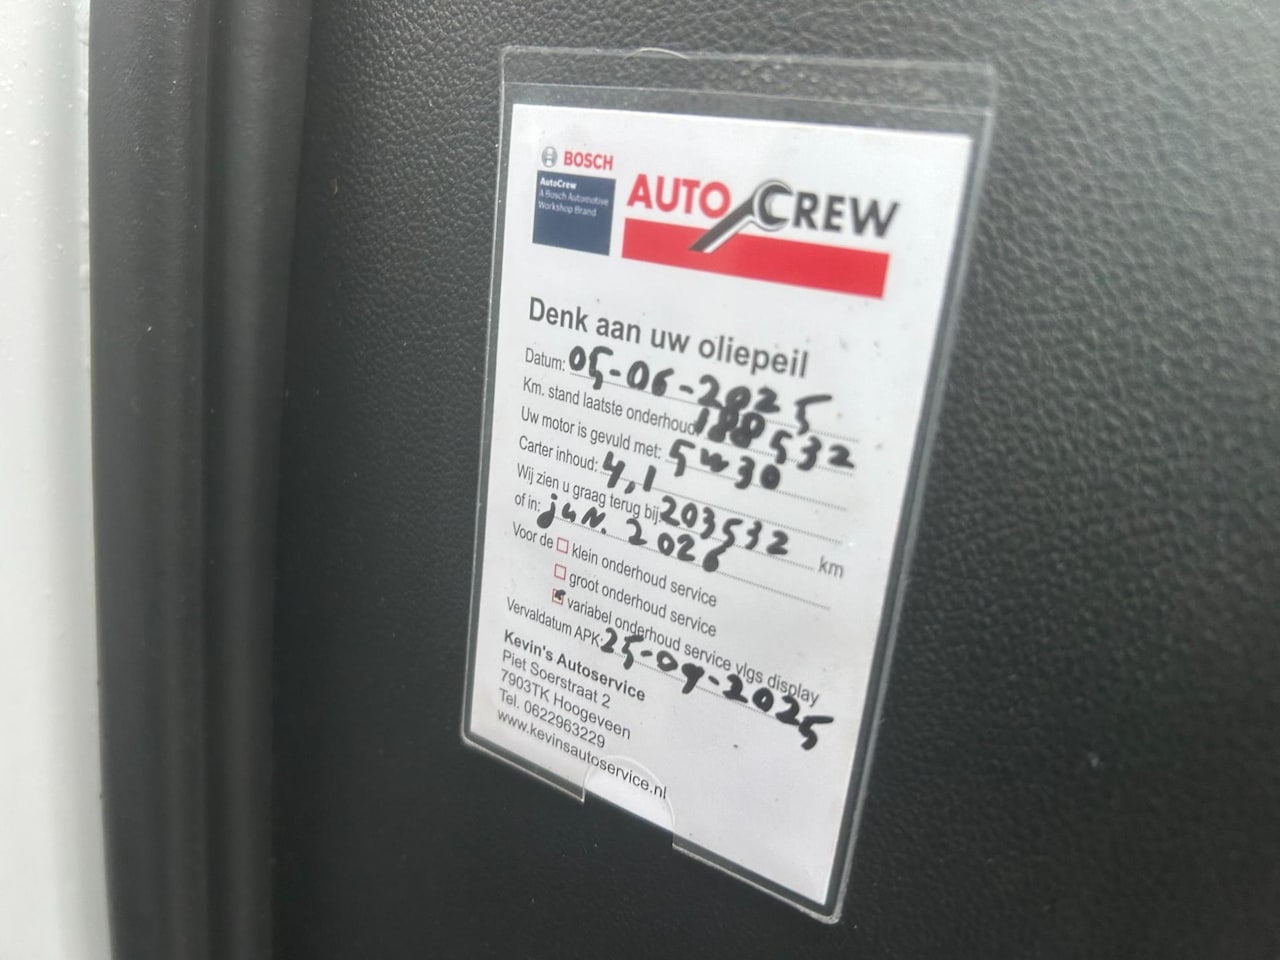 BOSCH
AutoCrew
A Bosch Automotive
Workshop Brand
AUTO CREW
Denk aan uw oliepeil
Datum: 05-06-2025
Km. stand laatste onderhoud 188532
Uw motor is gevuld met: 5w30
Carter inhoud: 4,1
Wij zien u graag terug bij: 203532 km
of in: jun. 2026
Voor de klein onderhoud service
groot onderhoud service
variabel onderhoud service vlgs display
Vervaldatum APK: 25-09-2025
Kevin's Autoservice
Piet Soerstraat 2
7903TK Hoogeveen
Tel. 0622963229
www.kevinsautoservice.nl